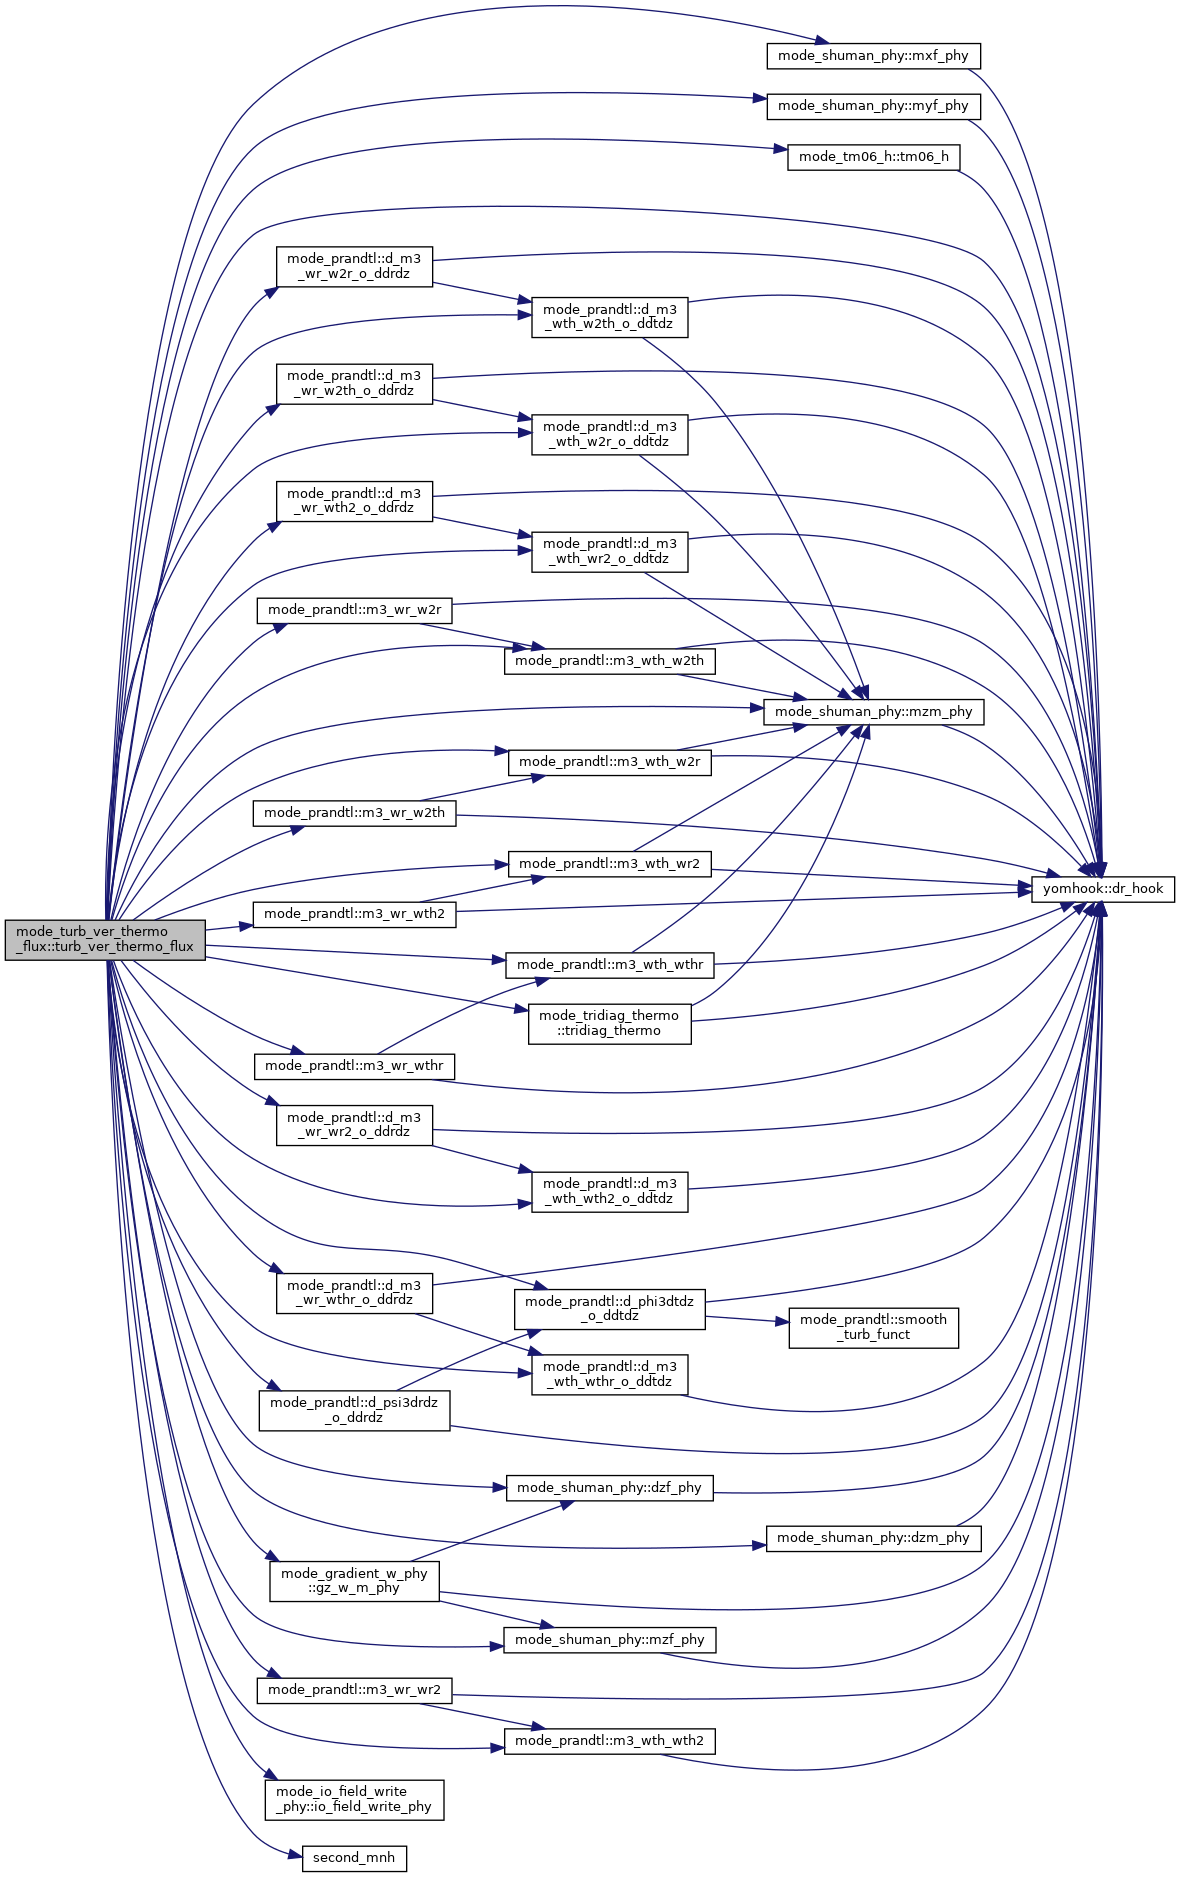 mode_shuman_phy::mxf_phy
mode_shuman_phy::myf_phy
mode_tm06_h::tm06_h
mode_prandtl::d_m3
_wr_w2r_o_ddrdz
mode_prandtl::d_m3
_wth_w2th_o_ddtdz
mode_prandtl::d_m3
_wr_w2th_o_ddrdz
mode_prandtl::d_m3
_wth_w2r_o_ddtdz
mode_prandtl::d_m3
_wr_wth2_o_ddrdz
mode_prandtl::d_m3
_wth_wr2_o_ddtdz
mode_prandtl::m3_wr_w2r
mode_prandtl::m3_wth_w2th
mode_shuman_phy::mzm_phy
mode_prandtl::m3_wth_w2r
mode_prandtl::m3_wr_w2th
mode_prandtl::m3_wth_wr2
yomhook::dr_hook
mode_prandtl::m3_wr_wth2
mode_turb_ver_thermo
_flux::turb_ver_thermo_flux
mode_prandtl::m3_wth_wthr
mode_tridiag_thermo
::tridiag_thermo
mode_prandtl::m3_wr_wthr
mode_prandtl::d_m3
_wr_wr2_o_ddrdz
mode_prandtl::d_m3
_wth_wth2_o_ddtdz
mode_prandtl::d_m3
_wr_wthr_o_ddrdz
mode_prandtl::d_phi3dtdz
_o_ddtdz
mode_prandtl::smooth
_turb_funct
mode_prandtl::d_m3
_wth_wthr_o_ddtdz
mode_prandtl::d_psi3drdz
_o_ddrdz
mode_shuman_phy::dzf_phy
mode_shuman_phy::dzm_phy
mode_gradient_w_phy
::gz_w_m_phy
mode_shuman_phy::mzf_phy
mode_prandtl::m3_wr_wr2
mode_prandtl::m3_wth_wth2
mode_io_field_write
_phy::io_field_write_phy
second_mnh